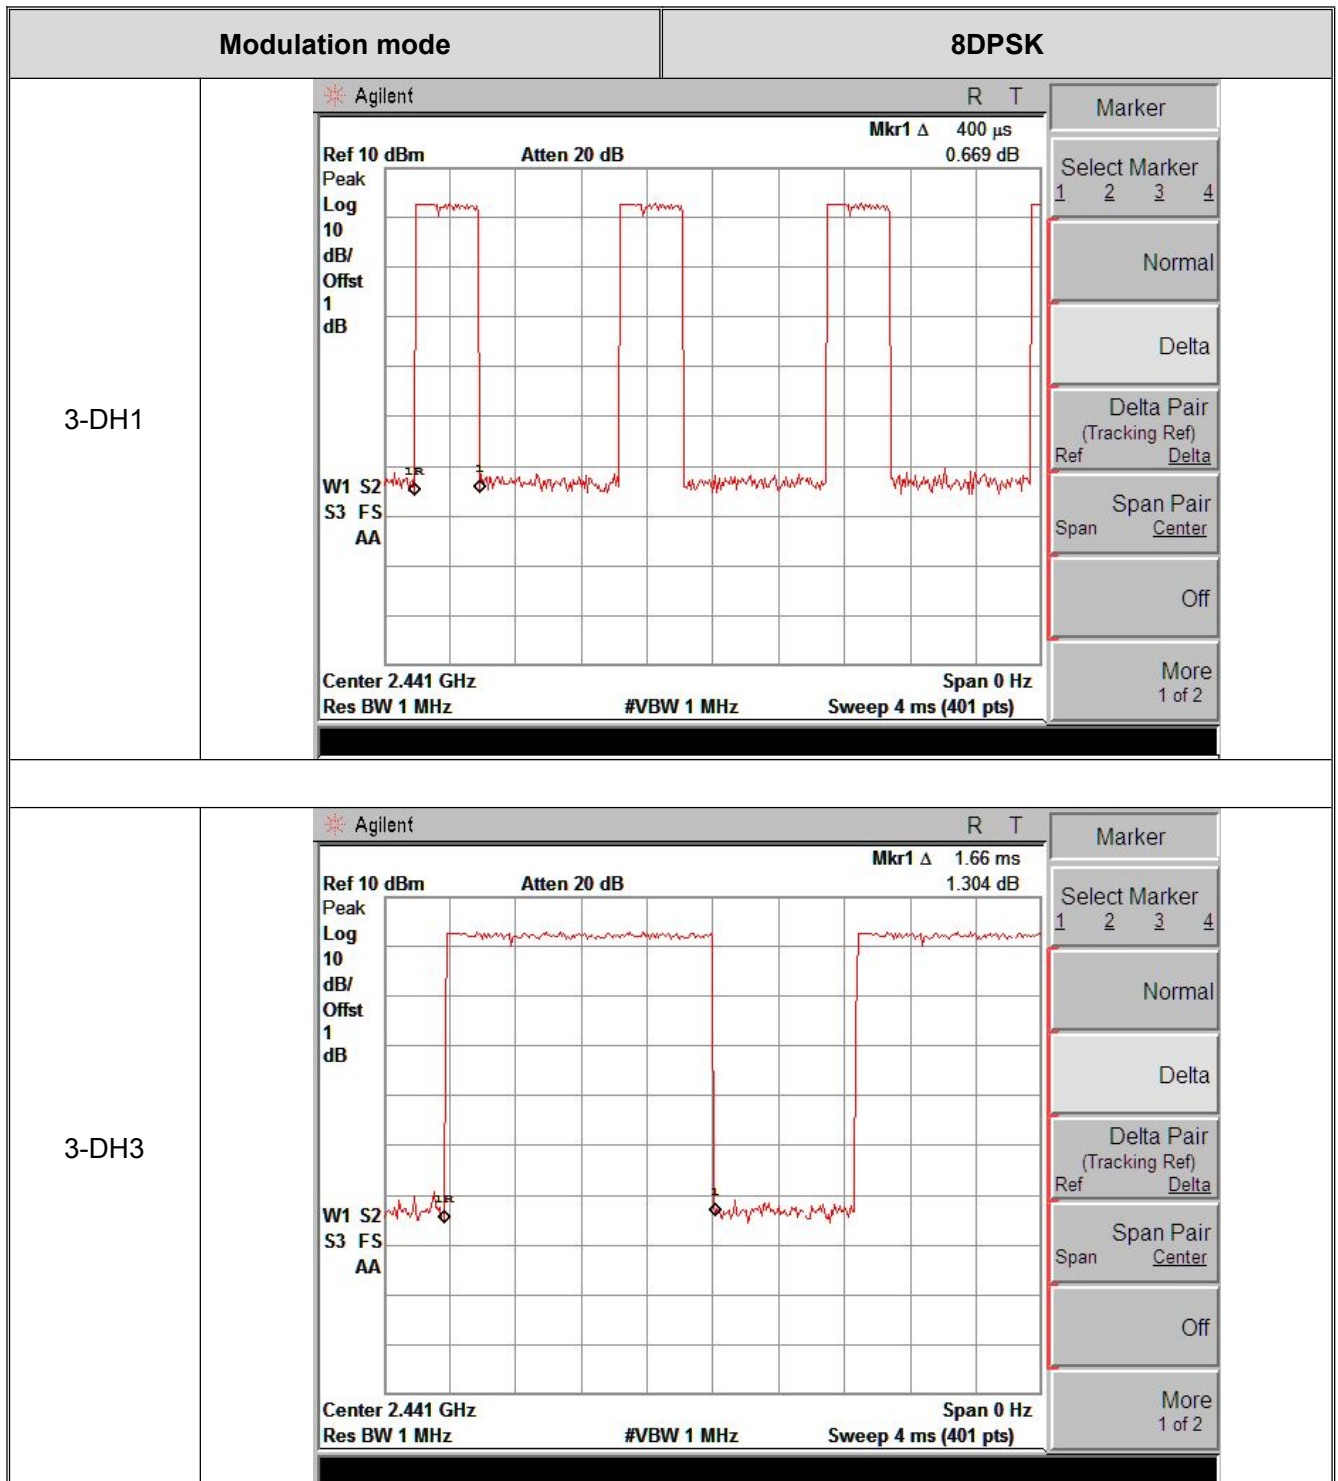 Modulation mode 8DPSK
3-DH1
Agilent R T
Mkr1 Δ 400 μs
Ref 10 dBm Atten 20 dB 0.669 dB
Peak
Log
10
dB/
Offst
1
dB
1R 1
W1 S2
S3 FS
AA
Center 2.441 GHz Span 0 Hz
Res BW 1 MHz #VBW 1 MHz Sweep 4 ms (401 pts)
Marker
Select Marker
1 2 3 4
Normal
Delta
Delta Pair
(Tracking Ref)
Ref Delta
Span Pair
Span Center
Off
More
1 of 2
3-DH3
Agilent R T
Mkr1 Δ 1.66 ms
Ref 10 dBm Atten 20 dB 1.304 dB
Peak
Log
10
dB/
Offst
1
dB
1R 1
W1 S2
S3 FS
AA
Center 2.441 GHz Span 0 Hz
Res BW 1 MHz #VBW 1 MHz Sweep 4 ms (401 pts)
Marker
Select Marker
1 2 3 4
Normal
Delta
Delta Pair
(Tracking Ref)
Ref Delta
Span Pair
Span Center
Off
More
1 of 2